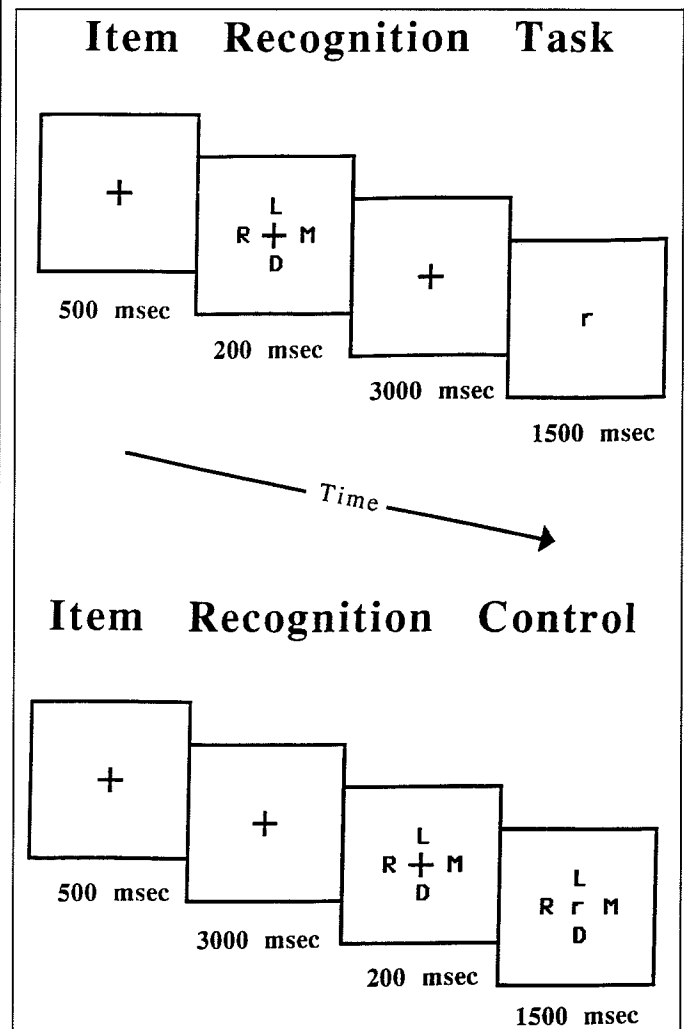 Item Recognition Task
+
500 msec
L
R + M
D
200 msec
+
3000 msec
r
1500 msec
Time
Item Recognition Control
+
500 msec
+
3000 msec
L
R + M
D
200 msec
L
R r M
D
1500 msec